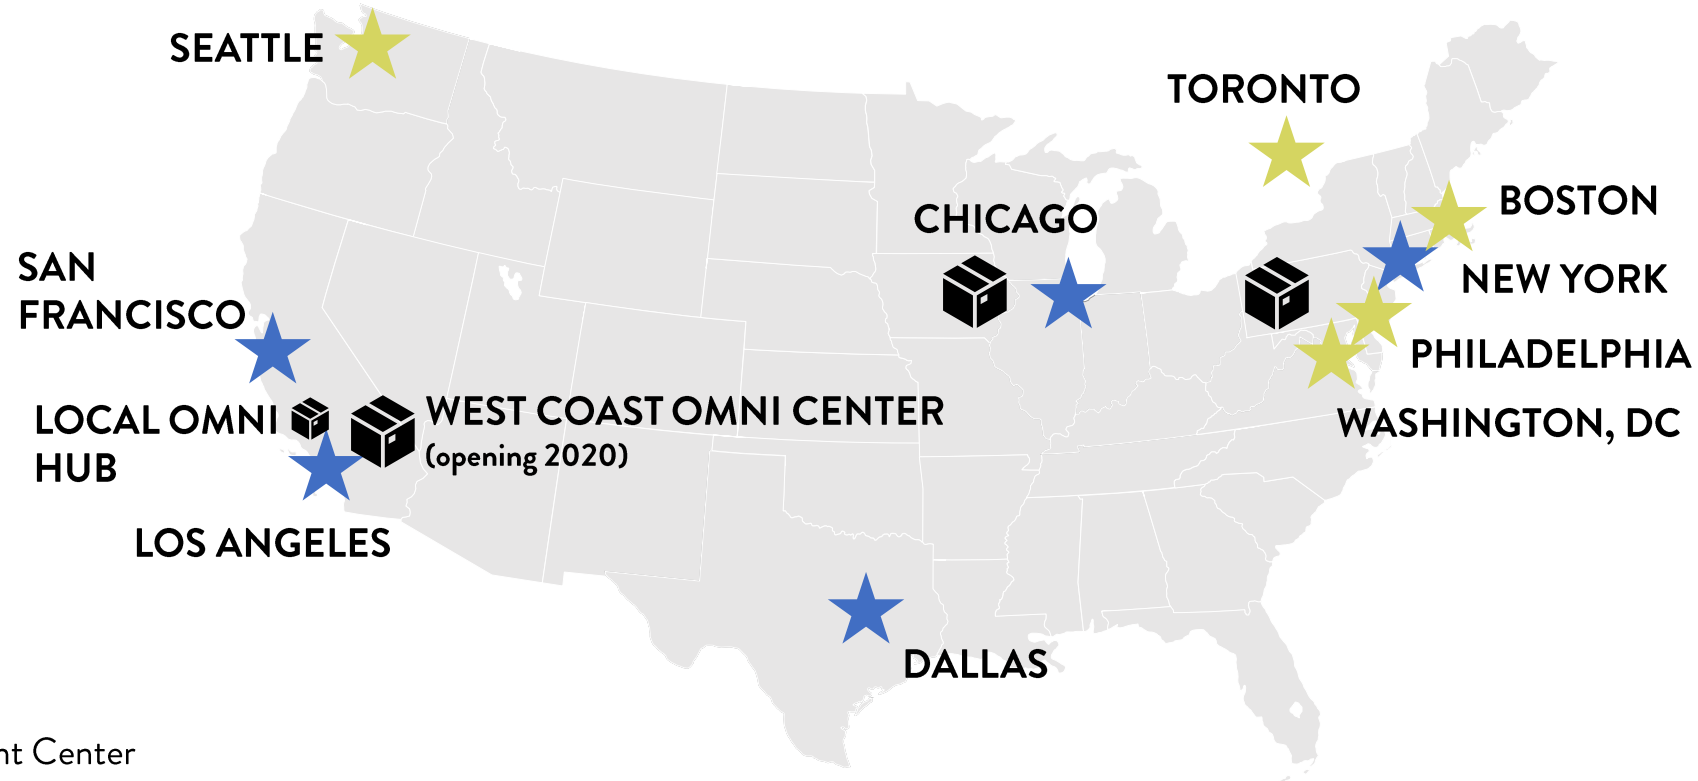 SEATTLE
TORONTO
BOSTON
CHICAGO
SAN
FRANCISCO
NEW YORK
PHILADELPHIA
LOCAL OMNI
HUB
WEST COAST OMNI CENTER
(opening 2020)
WASHINGTON, DC
LOS ANGELES
DALLAS
Center